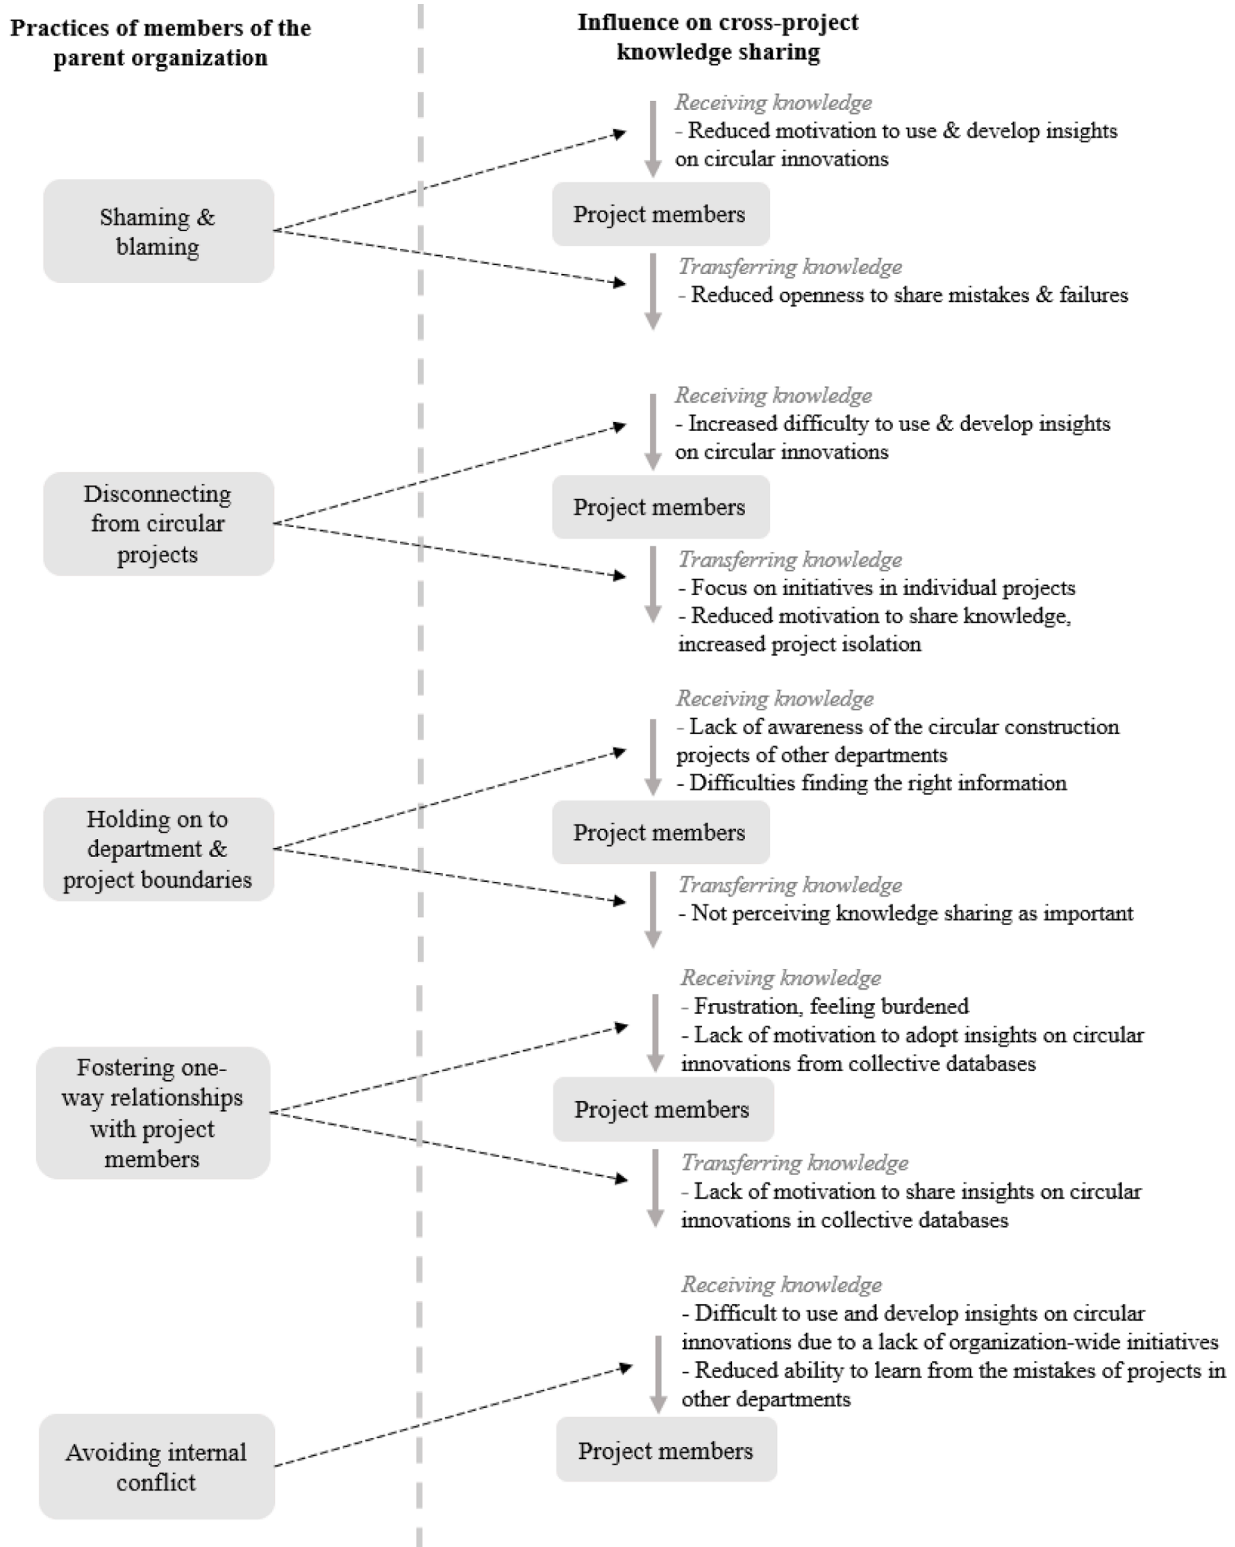 Practices of members of the
parent organization
Influence on cross-project
knowledge sharing
Shaming &
blaming
Receiving knowledge
- Reduced motivation to use & develop insights
on circular innovations
Project members
Transferring knowledge
- Reduced openness to share mistakes & failures
Disconnecting
from circular
projects
Receiving knowledge
- Increased difficulty to use & develop insights
on circular innovations
Project members
Transferring knowledge
- Focus on initiatives in individual projects
- Reduced motivation to share knowledge,
increased project isolation
Holding on to
department &
project boundaries
Receiving knowledge
- Lack of awareness of the circular construction
projects of other departments
- Difficulties finding the right information
Project members
Transferring knowledge
- Not perceiving knowledge sharing as important
Fostering one-
way relationships
with project
members
Receiving knowledge
- Frustration, feeling burdened
- Lack of motivation to adopt insights on circular
innovations from collective databases
Project members
Transferring knowledge
- Lack of motivation to share insights on circular
innovations in collective databases
Avoiding internal
conflict
Receiving knowledge
- Difficult to use and develop insights on circular
innovations due to a lack of organization-wide initiatives
- Reduced ability to learn from the mistakes of projects in
other departments
Project members